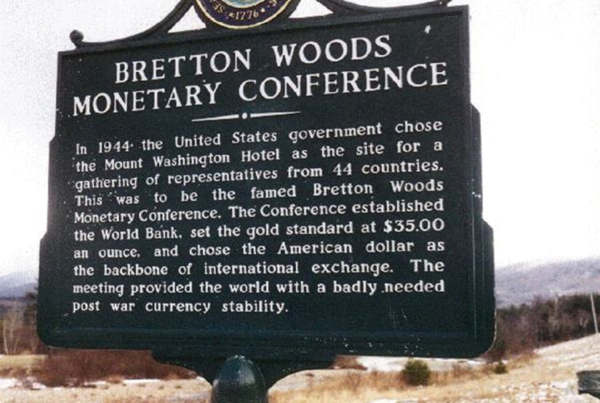 1776
BRETTON WOODS
MONETARY CONFERENCE
In 1944 the United States government chose
the Mount Washington Hotel as the site for a
gathering of representatives from 44 countries.
This was to be the famed Bretton Woods
Monetary Conference. The Conference established
the World Bank, set the gold standard at $35.00
an ounce, and chose the American dollar as
the backbone of international exchange. The
meeting provided the world with a badly needed
post war currency stability.